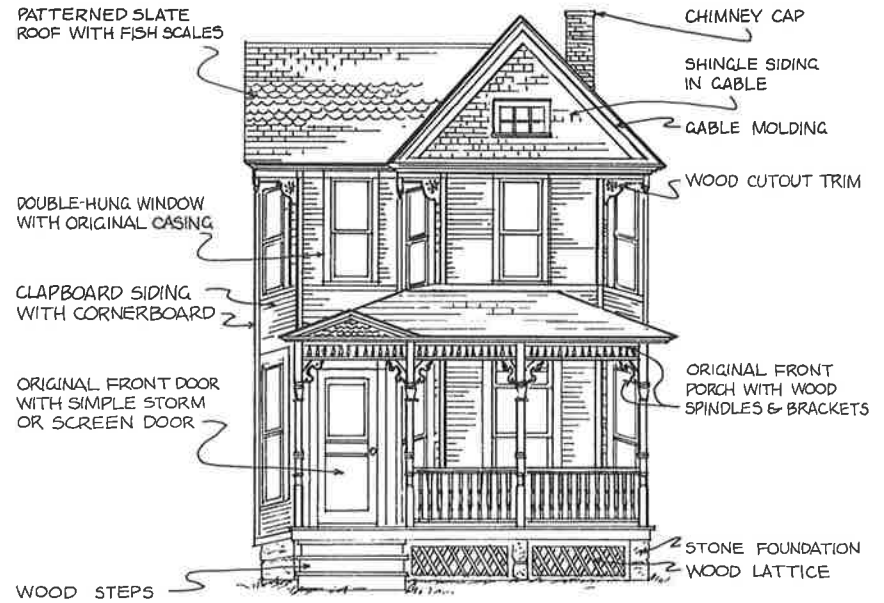 PATTERNED SLATE
ROOF WITH FISH SCALES
CHIMNEY CAP
SHINGLE SIDING
IN GABLE
GABLE MOLDING
WOOD CUTOUT TRIM
DOUBLE-HUNG WINDOW
WITH ORIGINAL CASING
CLAPBOARD SIDING
WITH CORNERBOARD
ORIGINAL FRONT DOOR
WITH SIMPLE STORM
OR SCREEN DOOR
ORIGINAL FRONT
PORCH WITH WOOD
SPINDLES & BRACKETS
STONE FOUNDATION
WOOD LATTICE
WOOD STEPS